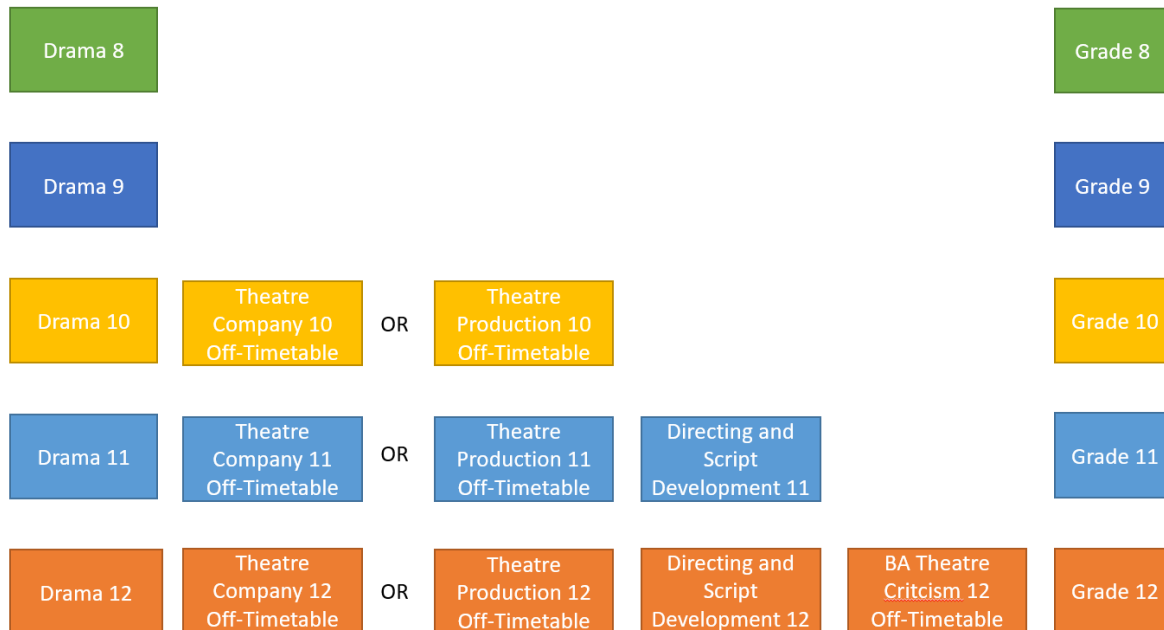 Drama 8
Grade 8
Drama 9
Grade 9
Drama 10
Theatre
Company 10
Off-Timetable
OR
Theatre
Production 10
Off-Timetable
Grade 10
Drama 11
Theatre
Company 11
Off-Timetable
OR
Theatre
Production 11
Off-Timetable
Directing and
Script
Development 11
Grade 11
Drama 12
Theatre
Company 12
Off-Timetable
OR
Theatre
Production 12
Off-Timetable
Directing and
Script
Development 12
BA Theatre
Critcism 12
Off-Timetable
Grade 12